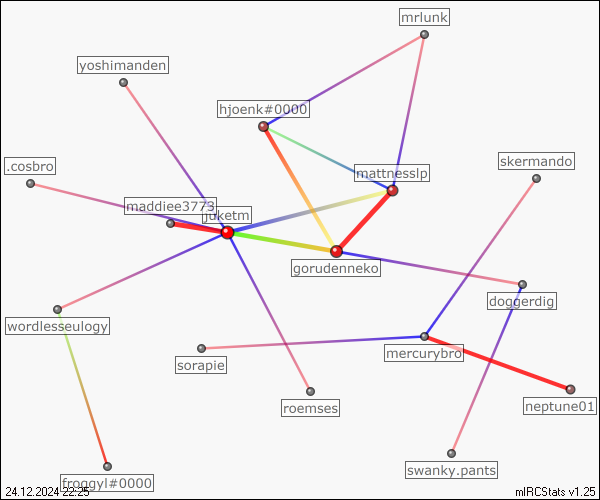 mrlunk
yoshimanden
hjoenk#0000
skermando
.cosbro
mattnesslp
maddiee3773
juketm
gorudenneko
doggerdig
wordlesseulogy
mercurybro
sorapie
roemses
neptune01
swanky.pants
froggyl#0000
24.12.2024 22:25
mIRCStats v1.25